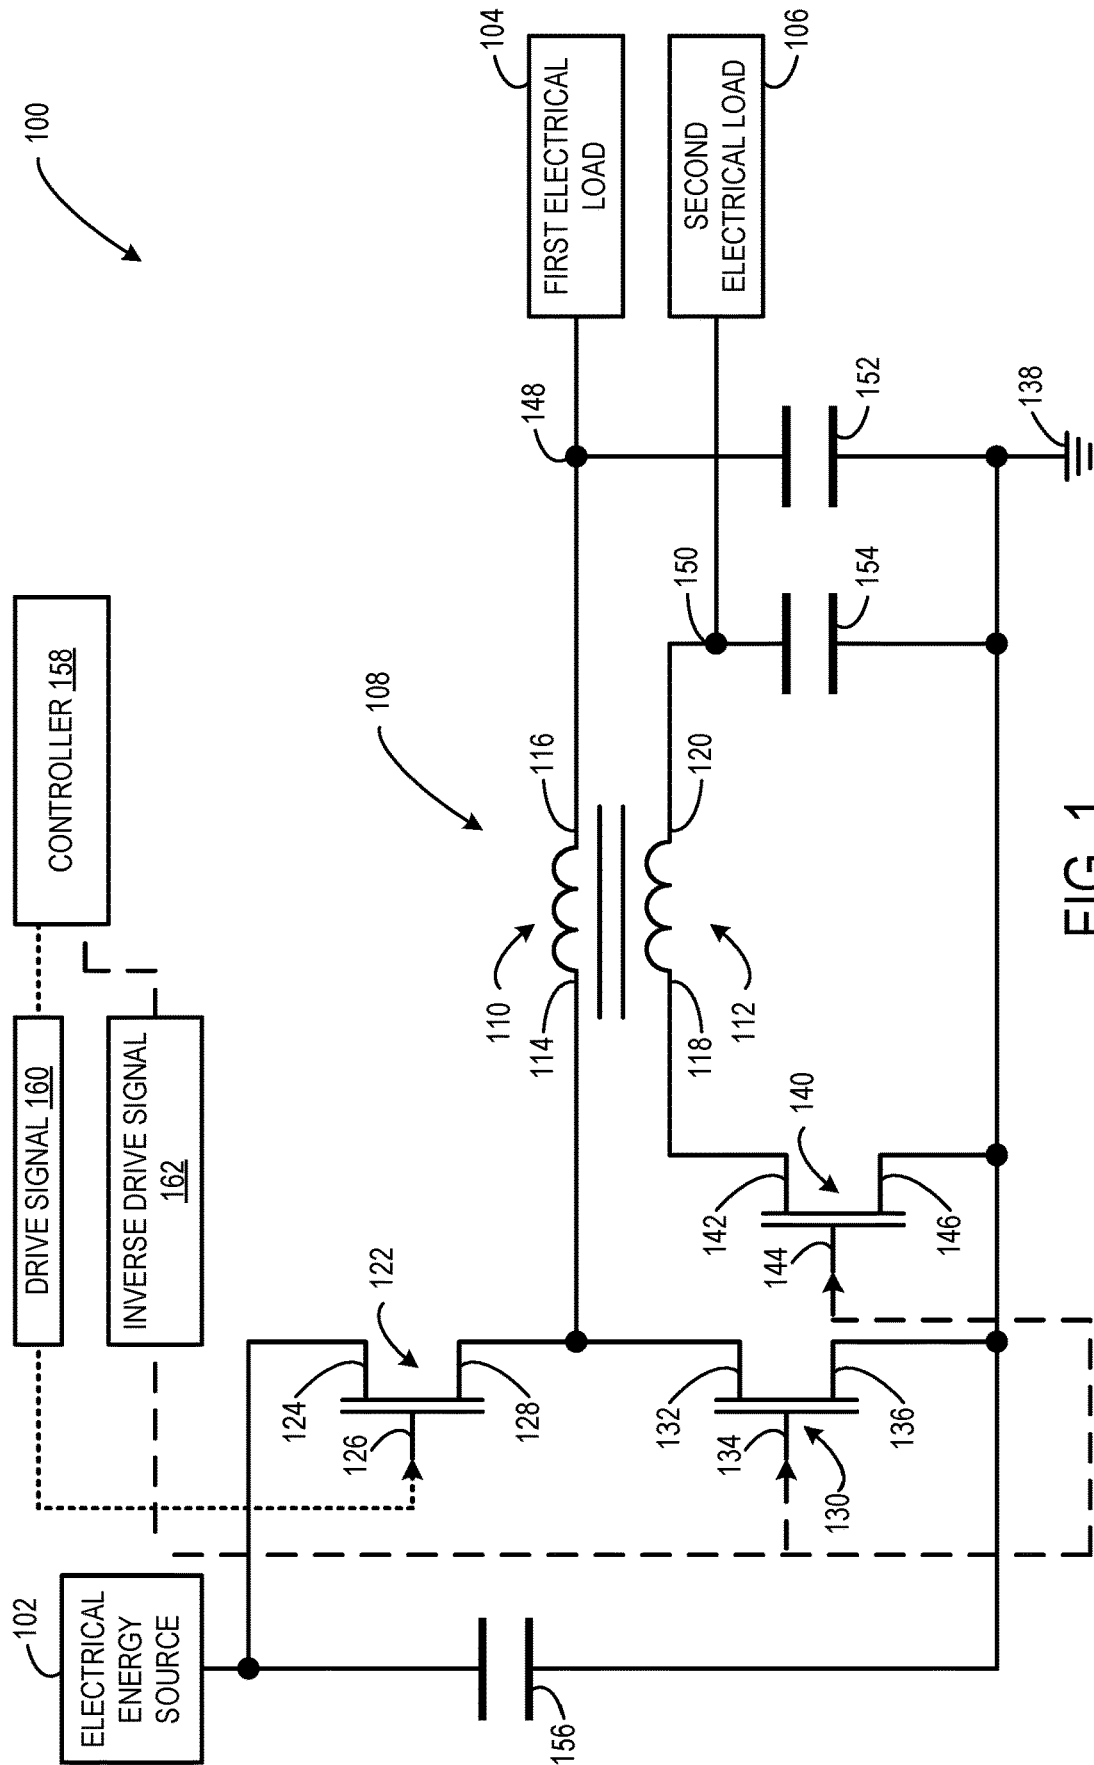 100
CONTROLLER 158
DRIVE SIGNAL 160
INVERSE DRIVE SIGNAL
162
102
ELECTRICAL
ENERGY
SOURCE
104
FIRST ELECTRICAL
LOAD
106
SECOND
ELECTRICAL LOAD
108
110
114
116
148
112
118
120
150
122
124
126
128
130
132
134
136
140
142
144
146
152
154
156
138
FIG. 1